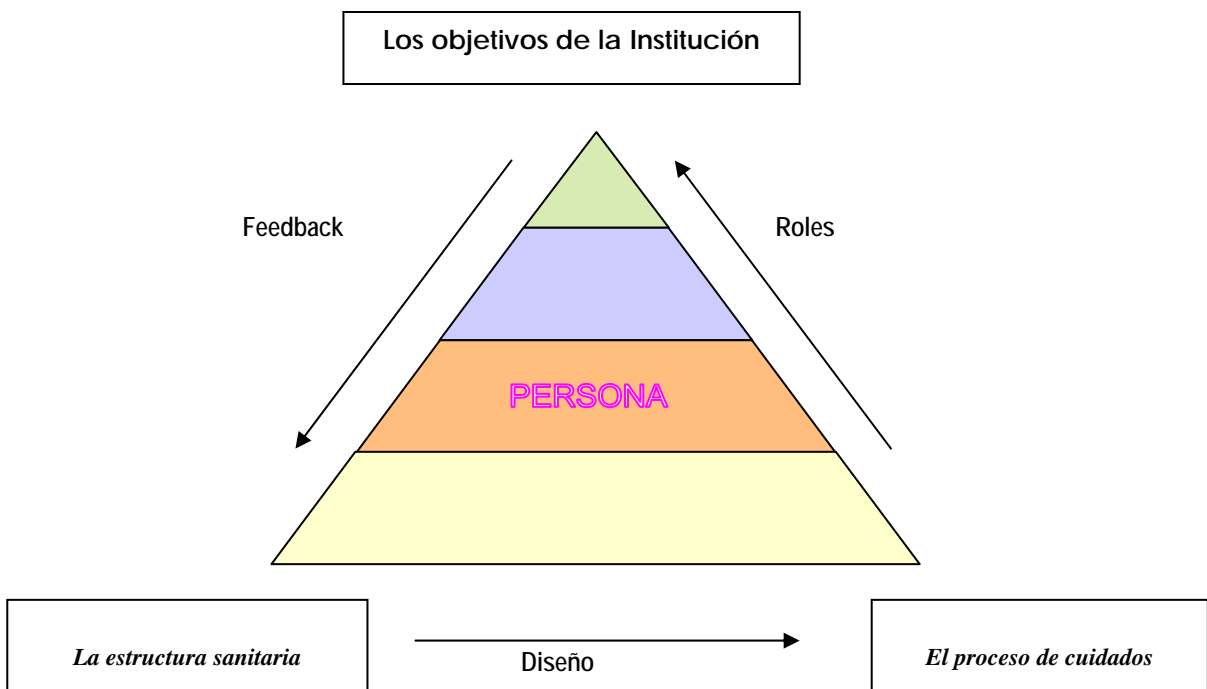 Los objetivos de la Institución
Feedback
Roles
PERSONA
La estructura sanitaria
Diseño
El proceso de cuidados